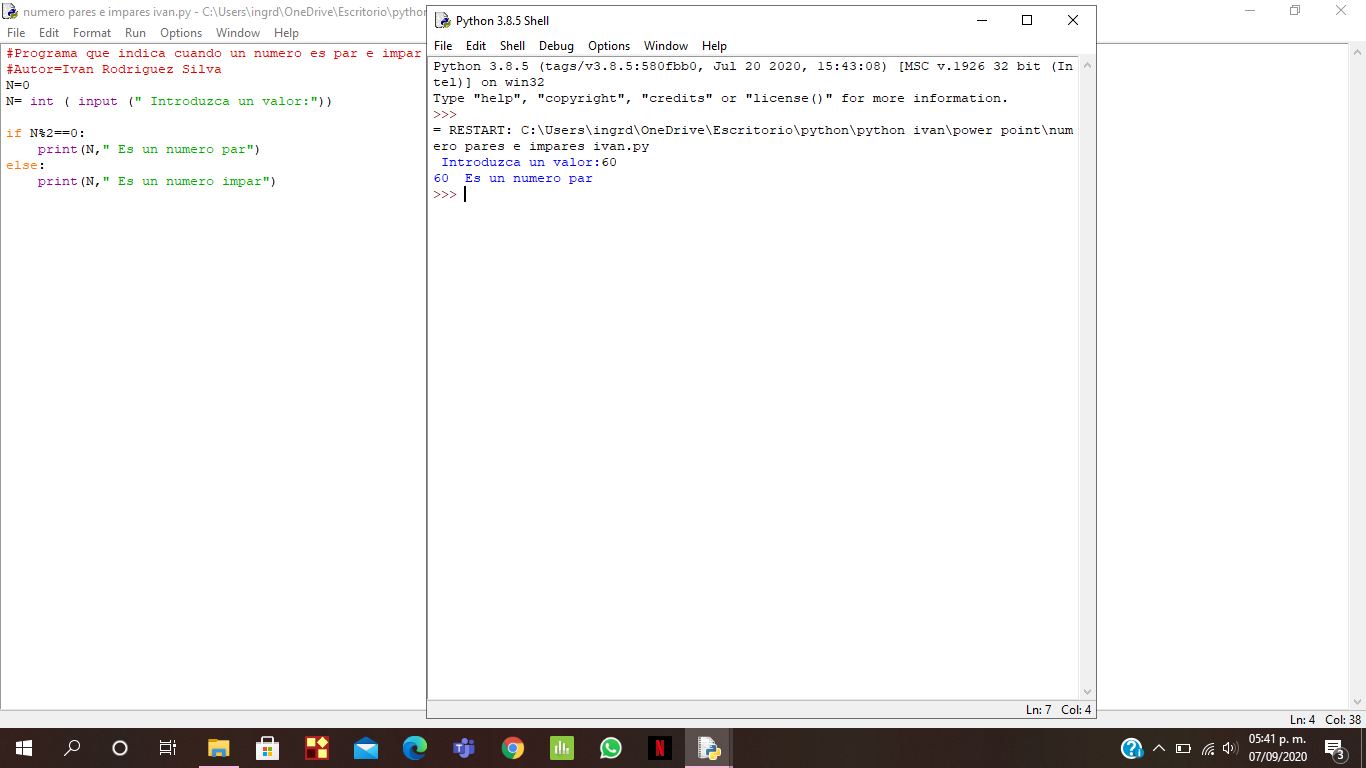 numero pares e impares ivan.py - C:\Users\ingrd\OneDrive\Escritorio\python
File Edit Format Run Options Window Help
#Programa que indica cuando un numero es par e impar
#Autor=Ivan Rodriguez Silva
N=0
N= int ( input (" Introduzca un valor:"))
if N%2==0:
    print(N," Es un numero par")
else:
    print(N," Es un numero impar")
Ln: 4 Col: 38
Python 3.8.5 Shell
File Edit Shell Debug Options Window Help
Python 3.8.5 (tags/v3.8.5:580fbb0, Jul 20 2020, 15:43:08) [MSC v.1926 32 bit (In
tel)] on win32
Type "help", "copyright", "credits" or "license()" for more information.
>>>
= RESTART: C:\Users\ingrd\OneDrive\Escritorio\python\python ivan\power point\num
ero pares e impares ivan.py
 Introduzca un valor:60
60  Es un numero par
>>>
Ln: 7 Col: 4
05:41 p. m.
07/09/2020
3